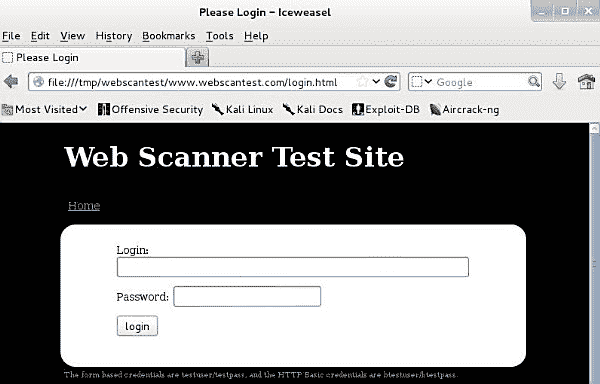 Please Login - Iceweasel
File Edit View History Bookmarks Tools Help
Please Login
file:///tmp/webscantest/www.webscantest.com/login.html Google
Most Visited Offensive Security Kali Linux Kali Docs Exploit-DB Aircrack-ng
Web Scanner Test Site
Home
Login:
Password:
login
The form based credentials are testuser/testpass, and the HTTP Basic credentials are btestuser/btestpass.